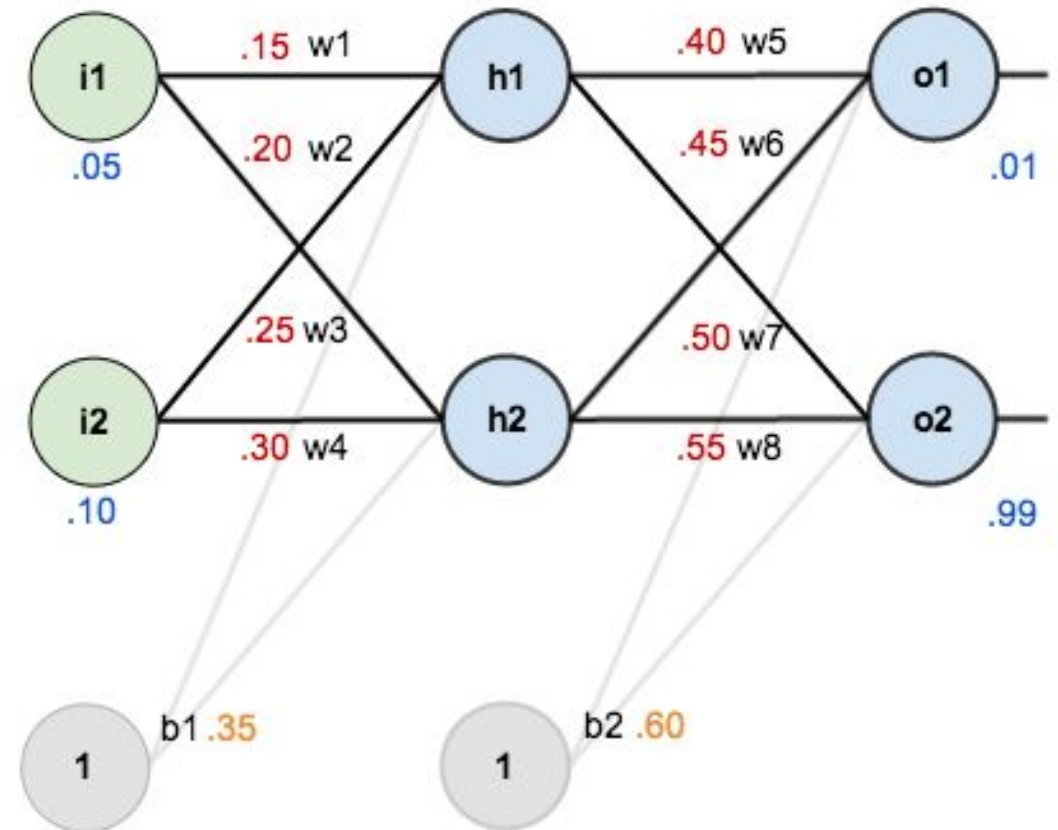 .15 w1
.40 w5
i1
h1
o1
.20 w2
.45 w6
.05
.01
.25 w3
.50 w7
i2
h2
o2
.30 w4
.55 w8
.10
.99
b1 .35
b2 .60
1
1